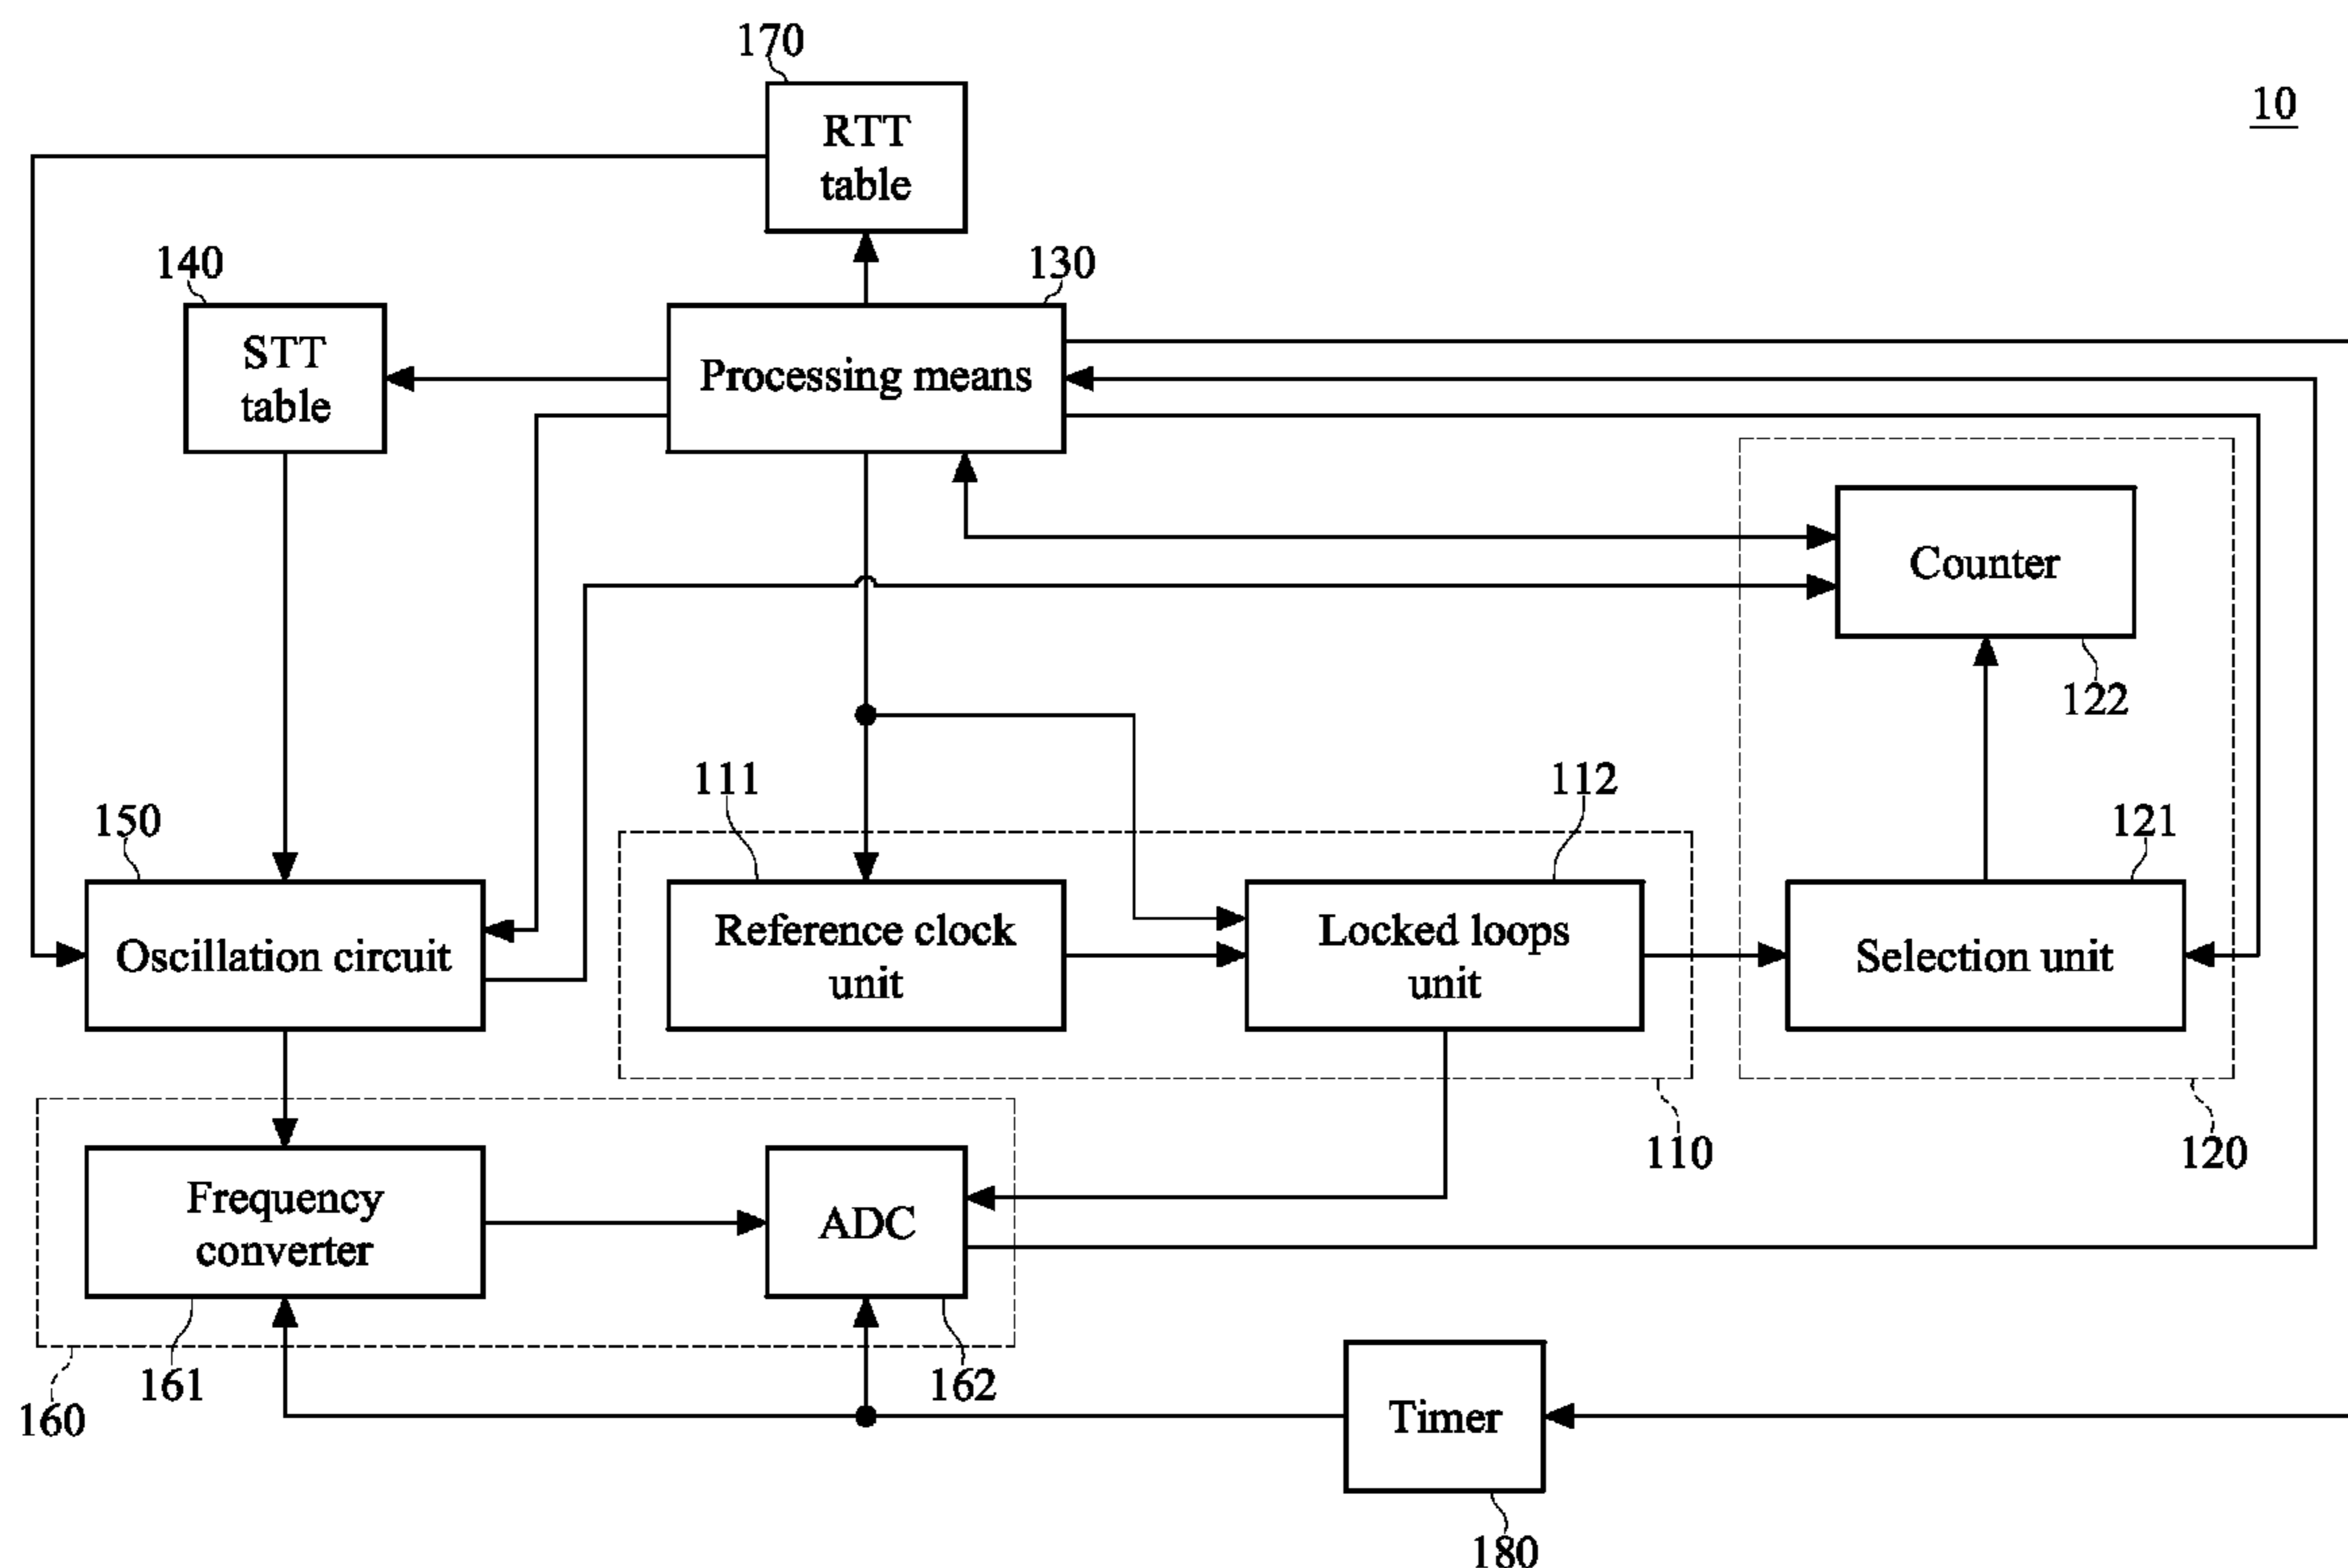 170
10
RTT
table
140
130
STT
table
Processing means
Counter
122
111
112
150
121
Oscillation circuit
Reference clock
unit
Locked loops
unit
Selection unit
110
120
Frequency
converter
ADC
161
162
160
Timer
180